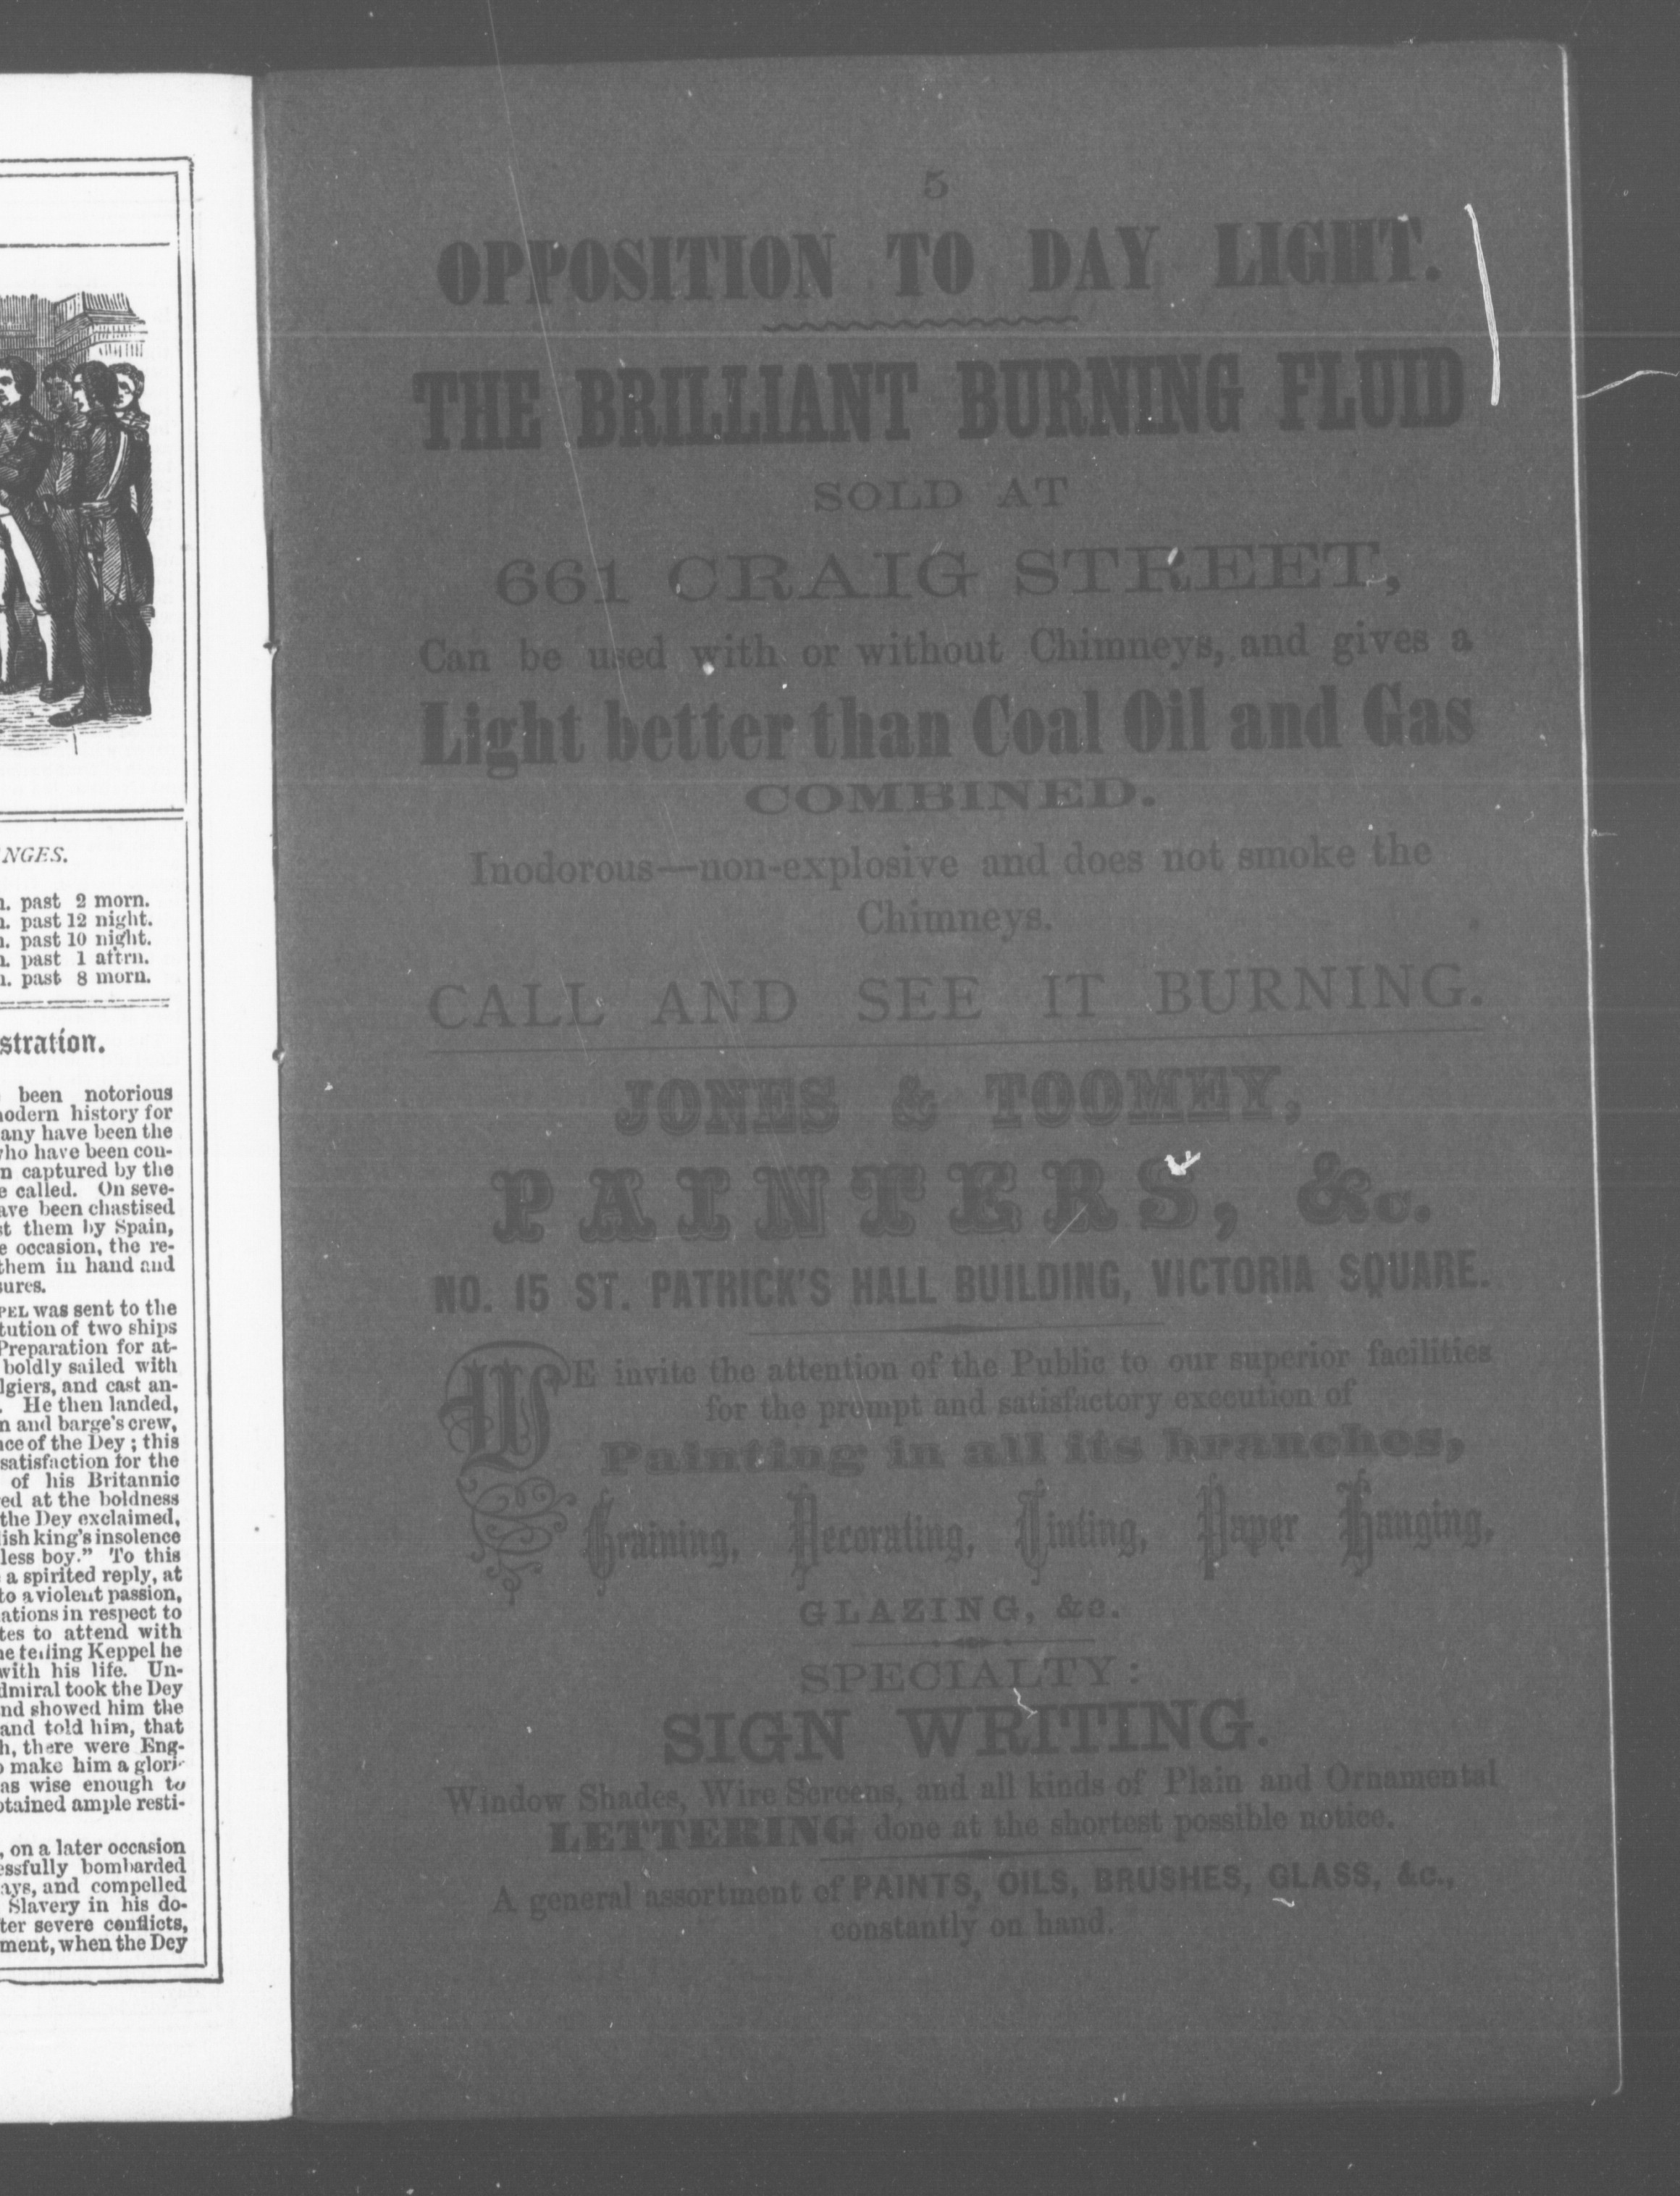 NGES.
. past 2 morn.
. past 12 night.
. past 10 night.
. past 1 aftrn.
. past 8 morn.
stration.
been notorious
odern history for
any have been the
ho have been con-
n captured by the
e called. On seve-
ave been chastised
st them by Spain,
e occasion, the re-
them in hand and
sures.
PEL was sent to the
tution of two ships
Preparation for at-
boldly sailed with
lgiers, and cast an-
. He then landed,
n and barge's crew,
nce of the Dey; this
satisfaction for the
of his Britannic
ed at the boldness
the Dey exclaimed,
lish king's insolence
less boy." To this
a spirited reply, at
to a violent passion,
ations in respect to
tes to attend with
he telling Keppel he
with his life. Un-
dmiral took the Dey
nd showed him the
and told him, that
h, there were Eng-
o make him a glori-
as wise enough to
btained ample resti-
, on a later occasion
essfully bombarded
ays, and compelled
Slavery in his do-
ter severe conflicts,
ment, when the Dey
5
OPPOSITION TO DAY LIGHT.
THE BRILLIANT BURNING FLUID
SOLD AT
661 CRAIG STREET,
Can be used with or without Chimneys, and gives a
Light better than Coal Oil and Gas
COMBINED.
Inodorous—non-explosive and does not smoke the
Chimneys.
CALL AND SEE IT BURNING.
JONES & TOOMEY,
PAINTERS, &c.
NO. 15 ST. PATRICK'S HALL BUILDING, VICTORIA SQUARE.
WE invite the attention of the Public to our superior facilities
for the prompt and satisfactory execution of
Painting in all its branches,
Graining, Decorating, Tinting, Paper Hanging,
GLAZING, &c.
SPECIALTY:
SIGN WRITING.
Window Shades, Wire Screens, and all kinds of Plain and Ornamental
LETTERING done at the shortest possible notice.
A general assortment of PAINTS, OILS, BRUSHES, GLASS, &c.,
constantly on hand.